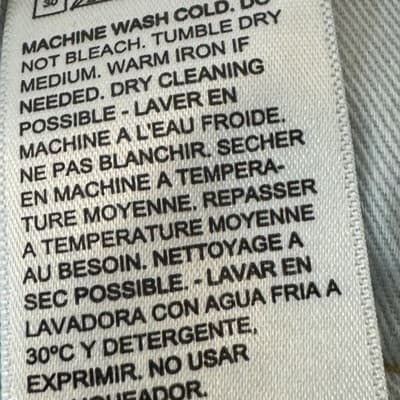 30
MACHINE WASH COLD. DO
NOT BLEACH. TUMBLE DRY
MEDIUM. WARM IRON IF
NEEDED. DRY CLEANING
POSSIBLE - LAVER EN
MACHINE A L'EAU FROIDE.
NE PAS BLANCHIR. SECHER
EN MACHINE A TEMPERA-
TURE MOYENNE. REPASSER
A TEMPERATURE MOYENNE
AU BESOIN. NETTOYAGE A
SEC POSSIBLE. - LAVAR EN
LAVADORA CON AGUA FRIA A
30ºC Y DETERGENTE,
EXPRIMIR. NO USAR